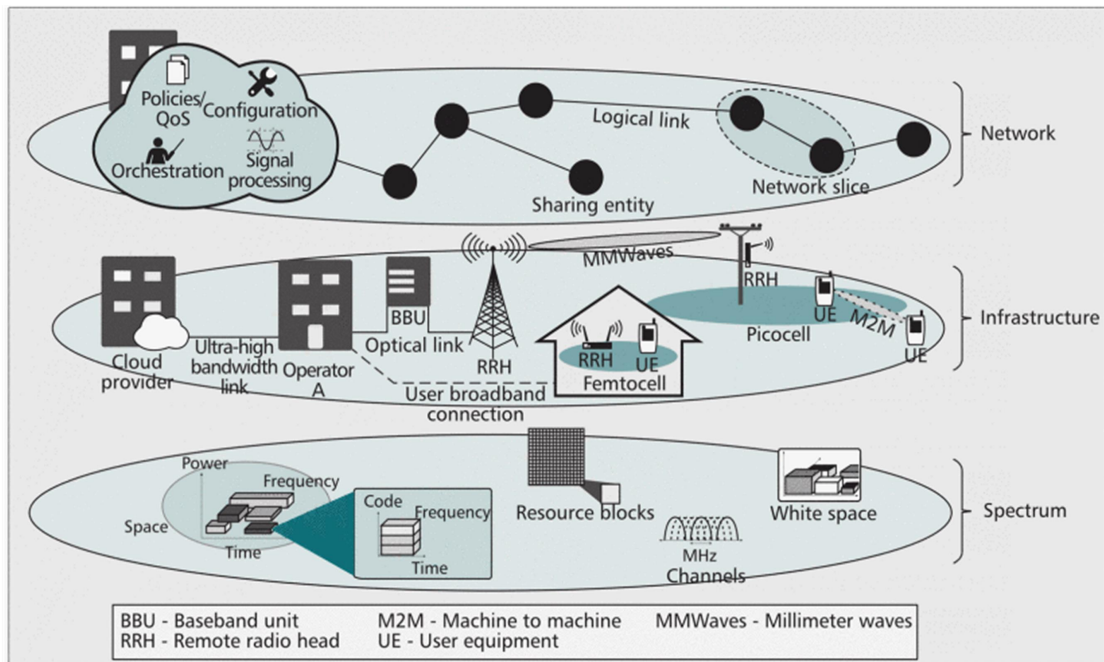 Policies/
QoS
Configuration
Orchestration
Signal
processing
Logical link
Sharing entity
Network slice
Network
MMWaves
RRH
UE
M2M
UE
Picocell
Infrastructure
BBU
Optical link
RRH
RRH
UE
Femtocell
Cloud
provider
Ultra-high
bandwidth
link
Operator
A
User broadband
connection
Power
Frequency
Space
Time
Code
Frequency
Time
Resource blocks
MHz
Channels
White space
Spectrum
BBU - Baseband unit
RRH - Remote radio head
M2M - Machine to machine
UE - User equipment
MMWaves - Millimeter waves